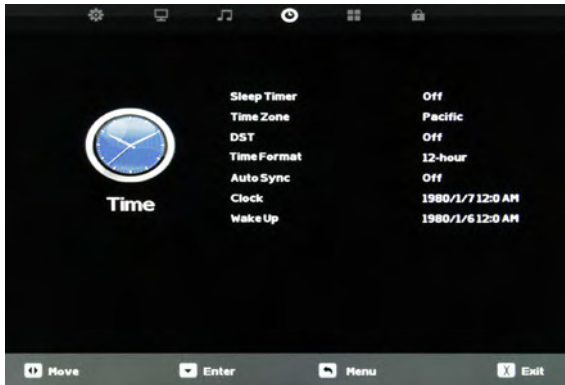 Sleep Timer Off
Time Zone Pacific
DST Off
Time Format 12-hour
Auto Sync Off
Clock 1980/1/7 12:0 AM
Wake Up 1980/1/6 12:0 AM
Time
Move Enter Menu X Exit